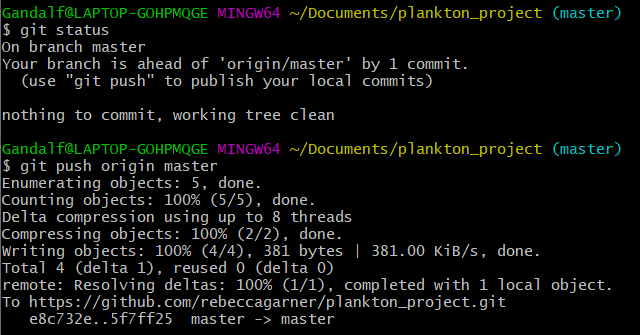 Gandalf@LAPTOP-GOHPMQGE MINGW64 ~/Documents/plankton_project (master)
$ git status
On branch master
Your branch is ahead of 'origin/master' by 1 commit.
  (use "git push" to publish your local commits)

nothing to commit, working tree clean

Gandalf@LAPTOP-GOHPMQGE MINGW64 ~/Documents/plankton_project (master)
$ git push origin master
Enumerating objects: 5, done.
Counting objects: 100% (5/5), done.
Delta compression using up to 8 threads
Compressing objects: 100% (2/2), done.
Writing objects: 100% (4/4), 381 bytes | 381.00 KiB/s, done.
Total 4 (delta 1), reused 0 (delta 0)
remote: Resolving deltas: 100% (1/1), completed with 1 local object.
To https://github.com/rebeccagarner/plankton_project.git
   e8c732e..5f7ff25  master -> master